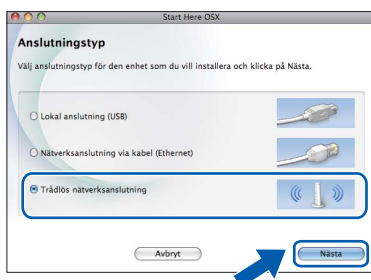 Start Here OSX
Anslutningstyp
Välj anslutningstyp för den enhet som du vill installera och klicka på Nästa.
Lokal anslutning (USB)
Nätverksanslutning via kabel (Ethernet)
Trådlös nätverksanslutning
Avbryt
Nästa